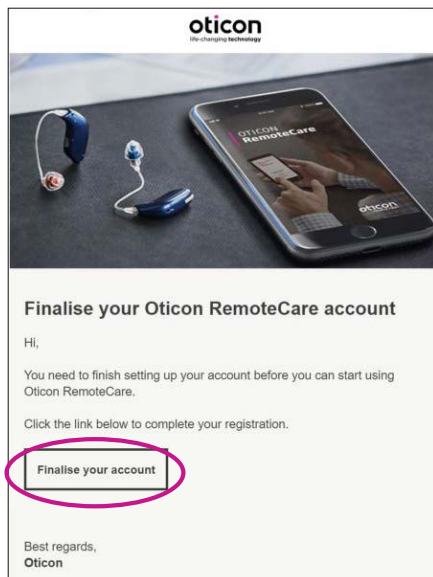 oticon
life-changing technology
OTICON
RemoteCare
oticon
Finalise your Oticon RemoteCare account
Hi,
You need to finish setting up your account before you can start using
Oticon RemoteCare.
Click the link below to complete your registration.
Finalise your account
Best regards,
Oticon